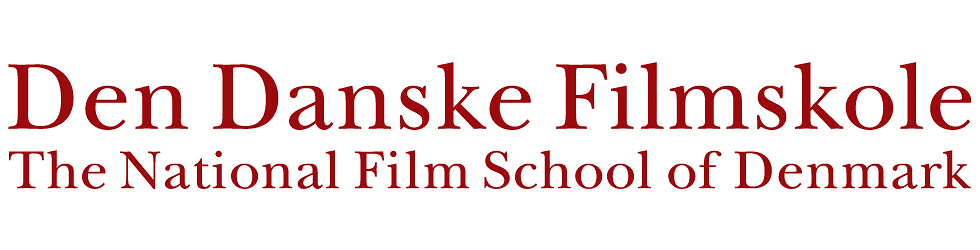 Den Danske Filmskole
The National Film School of Denmark